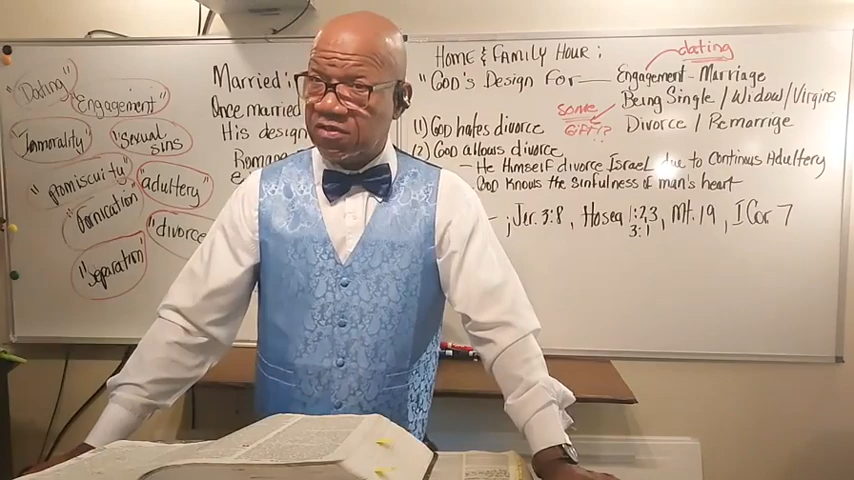 "Dating"
"Engagement"
"Immorality"
"Sexual
sins
"Promiscuity"
"adultery"
"Fornication"
"divorce
"Separation"
Married:
Once married
His design
HOME & FAMILY HOUR:
dating
"GOD'S DESIGN FOR — Engagement - Marriage
Being Single / Widow / Virgins
SOME
GIFT!?
Divorce / Remarriage
(1) GOD hates divorce
(2) GOD allows divorce
- He Himself divorce Israel due to Continuos Adultery
- GOD Knows the Sinfulness of man's heart
; Jer. 3:8, Hosea 1:2,3, Mt. 19, I Cor 7
3:1